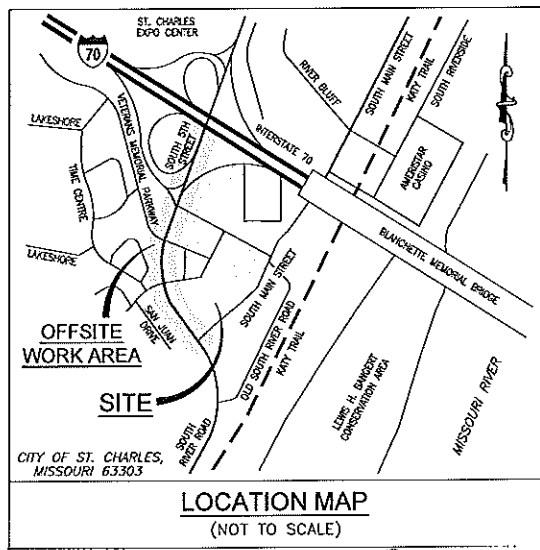 ST. CHARLES
EXPO CENTER
70
LAKESHORE
TIME CENTRE
LAKESHORE
VETERANS MEMORIAL PARKWAY
SOUTH 5TH
STREET
INTERSTATE 70
RIVER BLUFF
SOUTH MAIN STREET
KATY TRAIL
SOUTH RIVERSIDE
AMERISTAR
CASINO
BLANCHETTE MEMORIAL BRIDGE
SAN JUAN
DRIVE
OFFSITE
WORK AREA
SITE
SOUTH MAIN STREET
OLD SOUTH RIVER ROAD
KATY TRAIL
SOUTH
RIVER ROAD
LEWIS H. BANGERT
CONSERVATION AREA
MISSOURI RIVER
CITY OF ST. CHARLES,
MISSOURI 63303
LOCATION MAP
(NOT TO SCALE)